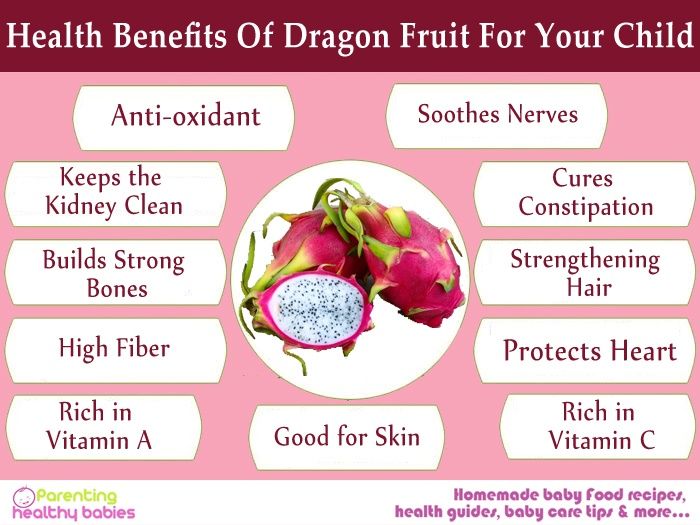 Health Benefits Of Dragon Fruit For Your Child
Anti-oxidant
Soothes Nerves
Keeps the
Kidney Clean
Cures
Constipation
Builds Strong
Bones
Strengthening
Hair
High Fiber
Protects Heart
Rich in
Vitamin A
Good for Skin
Rich in
Vitamin C
Parenting
healthy babies
Homemade baby food recipes,
health guides, baby care tips & more...